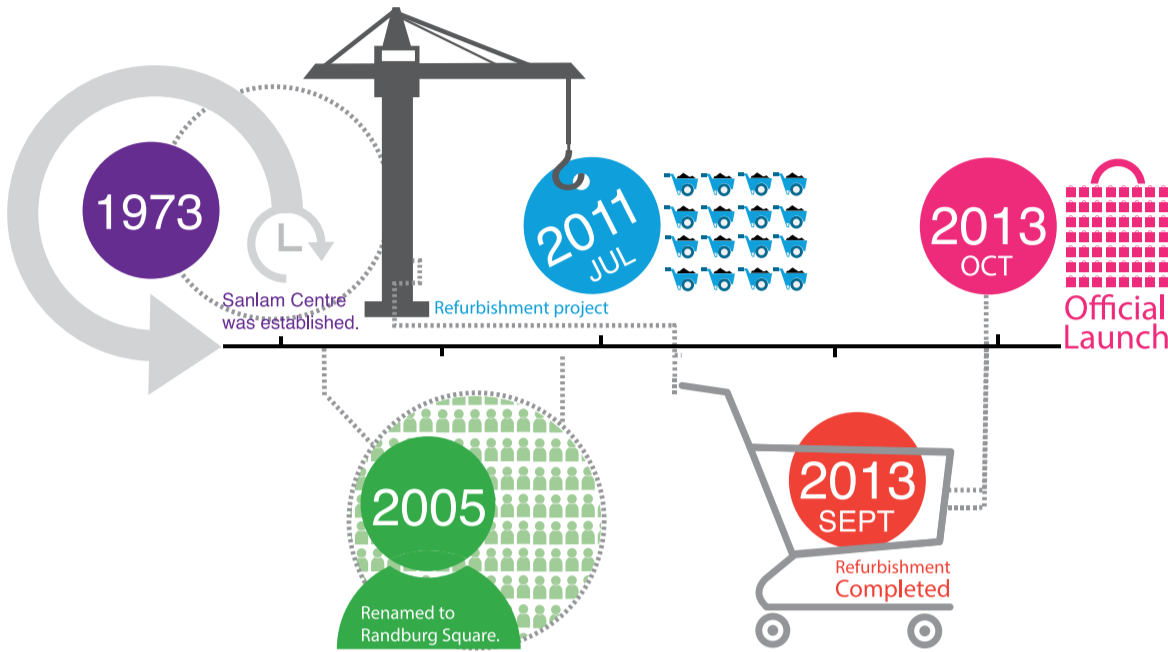 1973
Sanlam Centre
was established.
2005
Renamed to
Randburg Square.
2011
JUL
Refurbishment project
2013
SEPT
Refurbishment
Completed
2013
OCT
Official
Launch